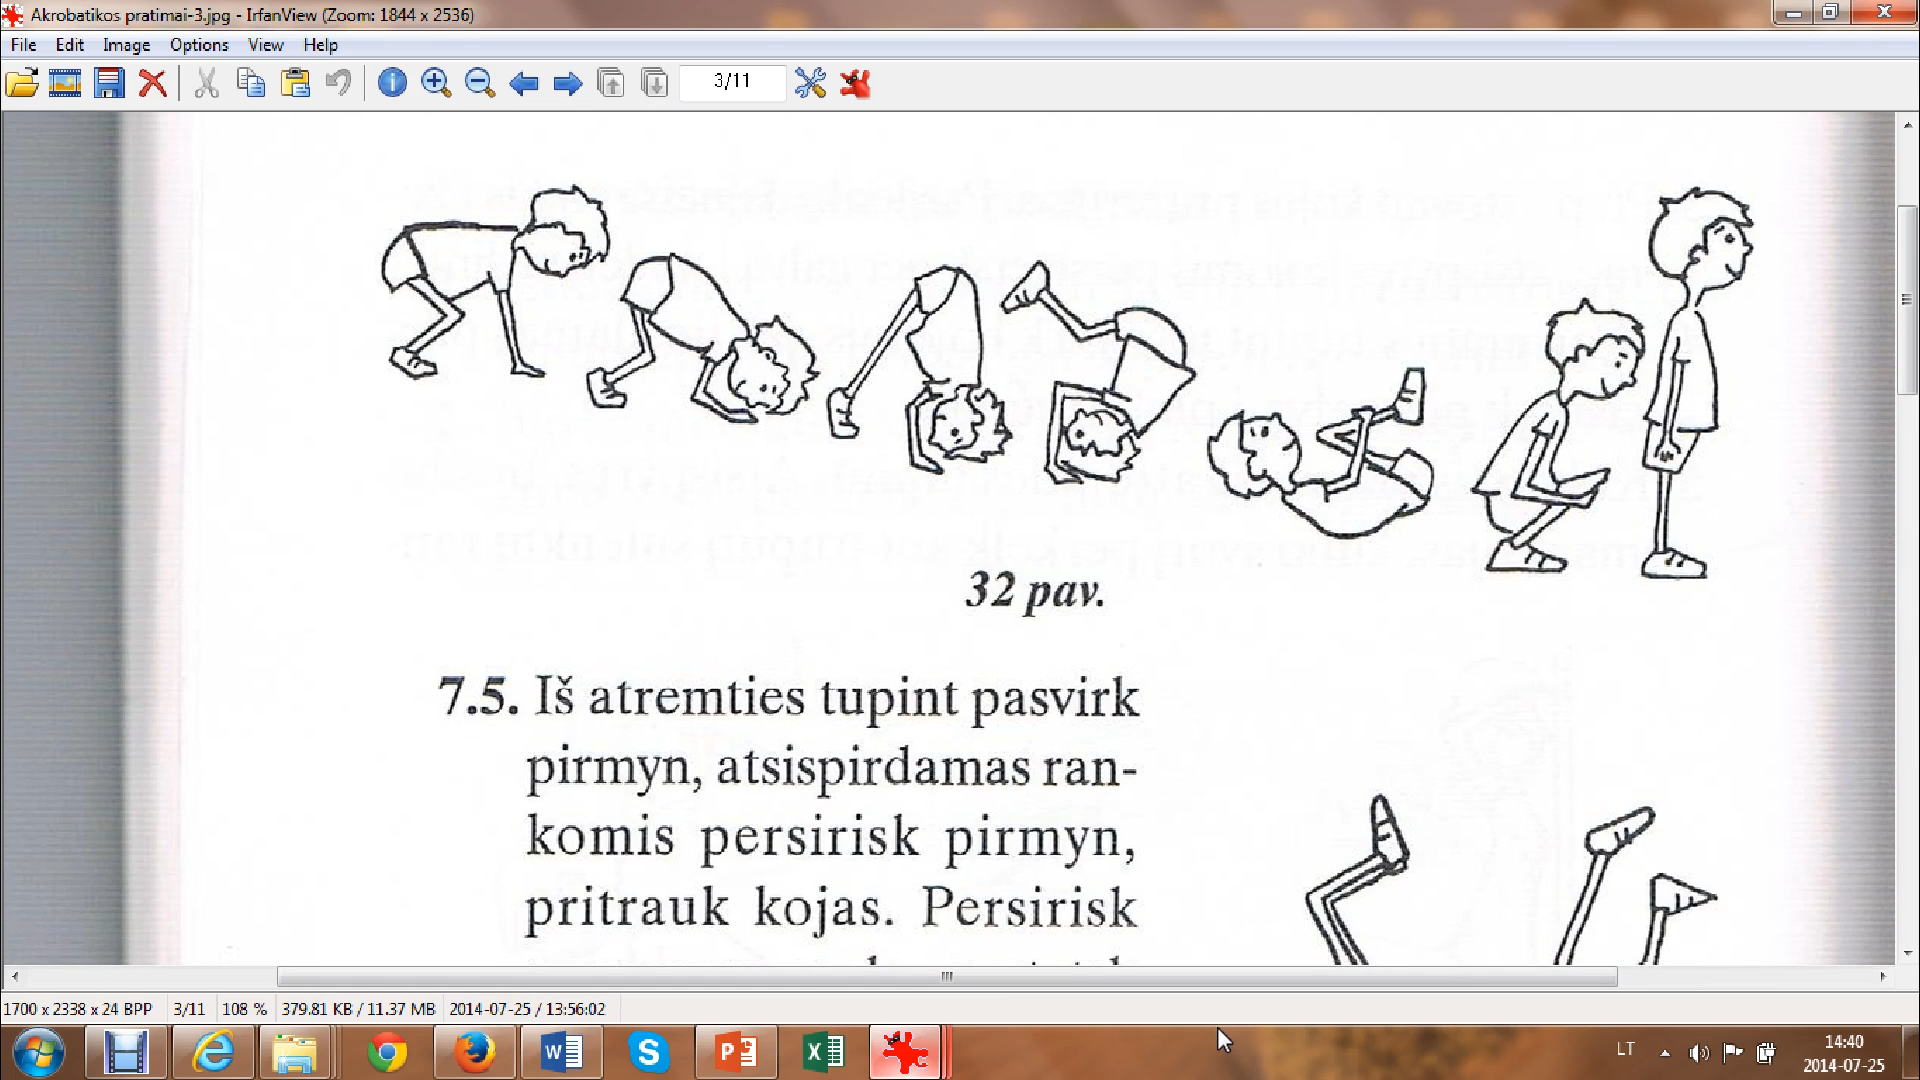 Akrobatikos pratimai-3.jpg - IrfanView (Zoom: 1844 x 2536)
File Edit Image Options View Help
3/11
32 pav.
7.5. Iš atremties tupint pasvirk
pirmyn, atsispirdamas ran-
komis persirisk pirmyn,
pritrauk kojas. Persirisk
1700 x 2338 x 24 BPP 3/11 108 % 379.81 KB / 11.37 MB 2014-07-25 / 13:56:02
LT 14:40
2014-07-25